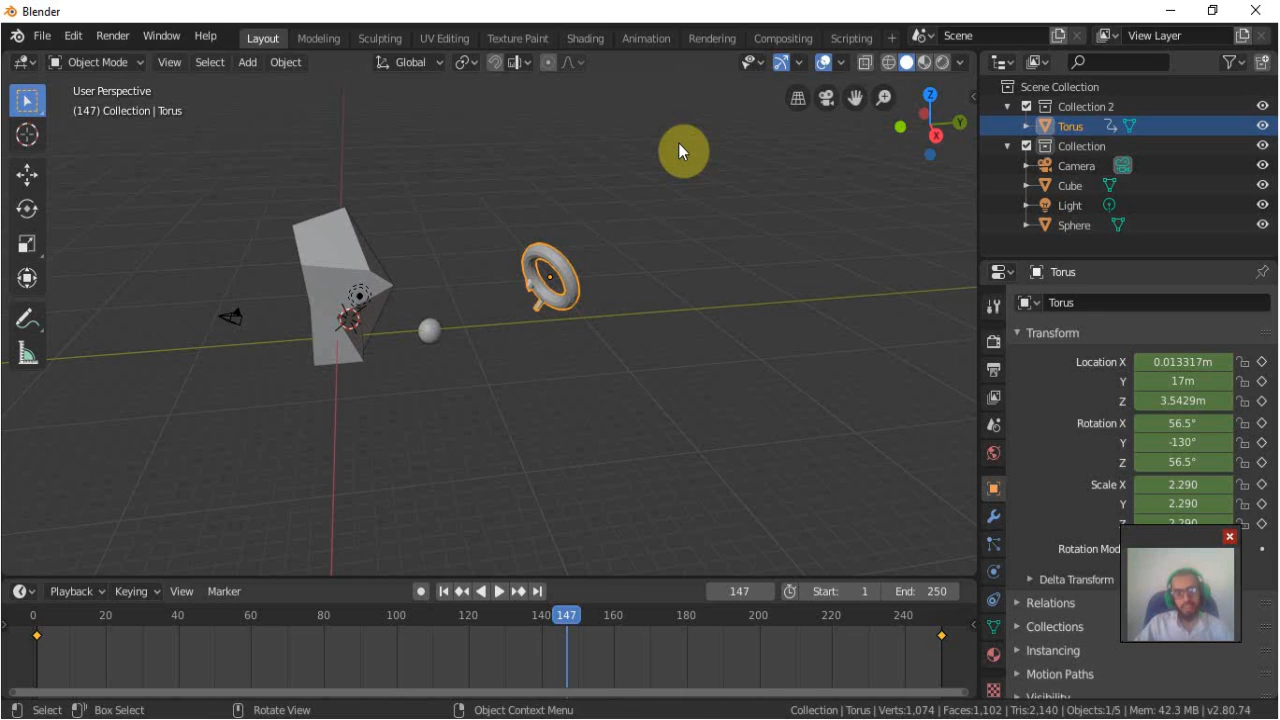 Blender
File Edit Render Window Help
Layout Modeling Sculpting UV Editing Texture Paint Shading Animation Rendering Compositing Scripting +
Scene
View Layer
Object Mode View Select Add Object
Global
User Perspective
(147) Collection | Torus
Z
Y
X
Scene Collection
Collection 2
Torus
Collection
Camera
Cube
Light
Sphere
Torus
Torus
Transform
Location X 0.013317m
Y 17m
Z 3.5429m
Rotation X 56.5°
Y -130°
Z 56.5°
Scale X 2.290
Y 2.290
2.290
Rotation Mod
Delta Transform
Relations
Collections
Instancing
Motion Paths
Visibility
Playback Keying View Marker
147
Start: 1
End: 250
0 20 40 60 80 100 120 140 147 160 180 200 220 240
Select Box Select Rotate View Object Context Menu
Collection | Torus | Verts:1,074 | Faces:1,102 | Tris:2,140 | Objects:1/5 | Mem: 42.3 MB | v2.80.74